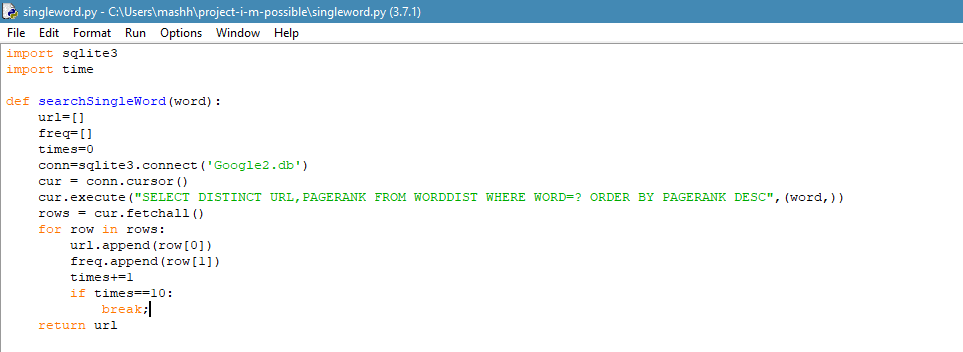 singleword.py - C:\Users\mashh\project-i-m-possible\singleword.py (3.7.1)
File Edit Format Run Options Window Help
import sqlite3
import time

def searchSingleWord(word):
    url=[]
    freq=[]
    times=0
    conn=sqlite3.connect('Google2.db')
    cur = conn.cursor()
    cur.execute("SELECT DISTINCT URL,PAGERANK FROM WORDDIST WHERE WORD=? ORDER BY PAGERANK DESC",(word,))
    rows = cur.fetchall()
    for row in rows:
        url.append(row[0])
        freq.append(row[1])
        times+=1
        if times==10:
            break;
    return url